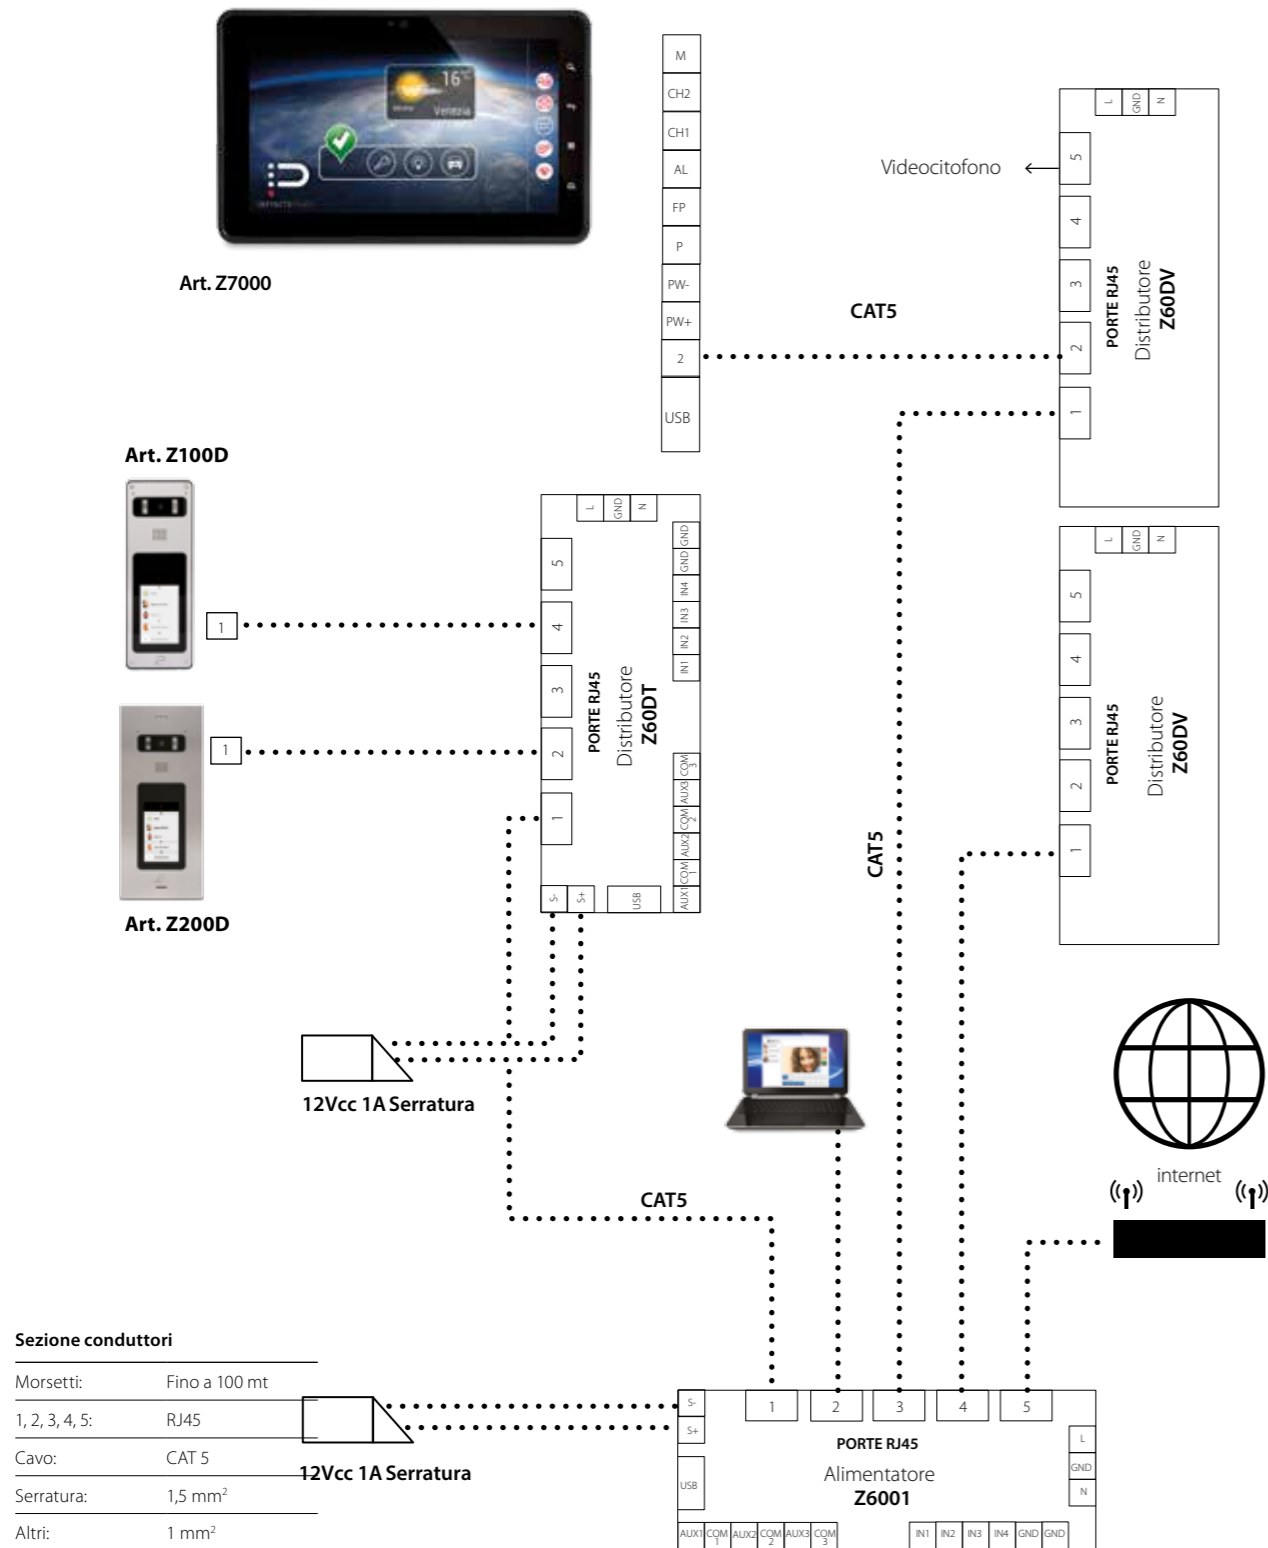 16°C
Venezia
Art. Z7000
M
CH2
CH1
AL
FP
P
PW-
PW+
2
USB
CAT5
Videocitofono
L
GND
N
5
4
3
2
1
PORTE RJ45
Distributore
Z60DV
Art. Z100D
1
Art. Z200D
1
L
GND
N
5
4
3
2
1
PORTE RJ45
Distributore
Z60DT
GND
GND
IN4
IN3
IN2
IN1
COM 3
AUX3
COM 2
AUX2
COM 1
AUX1
S-
S+
USB
L
GND
N
5
4
3
2
1
PORTE RJ45
Distributore
Z60DV
CAT5
12Vcc 1A Serratura
internet
CAT5
Sezione conduttori
Morsetti: Fino a 100 mt
1, 2, 3, 4, 5: RJ45
Cavo: CAT 5
Serratura: 1,5 mm²
Altri: 1 mm²
12Vcc 1A Serratura
S-
S+
USB
1
2
3
4
5
PORTE RJ45
Alimentatore
Z6001
L
GND
N
AUX1
COM 1
AUX2
COM 2
AUX3
COM 3
IN1
IN2
IN3
IN4
GND
GND